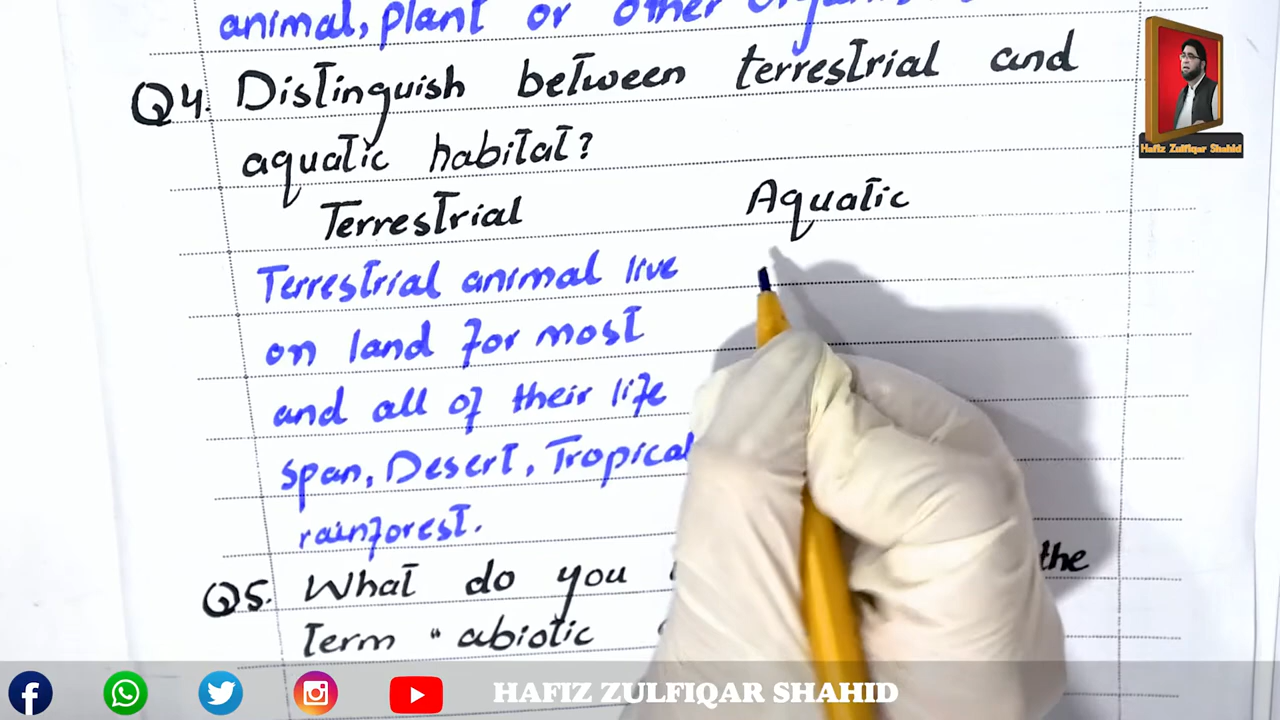 animal, plant or other
Q4. Distinguish between terrestrial and
aquatic habitat?
Terrestrial Aquatic
Terrestrial animal live
on land for most
and all of their life
span, Desert, Tropical
rainforest.
Q5. What do you the
Term " abiotic
Hafiz Zulfiqar Shahid
HAFIZ ZULFIQAR SHAHID